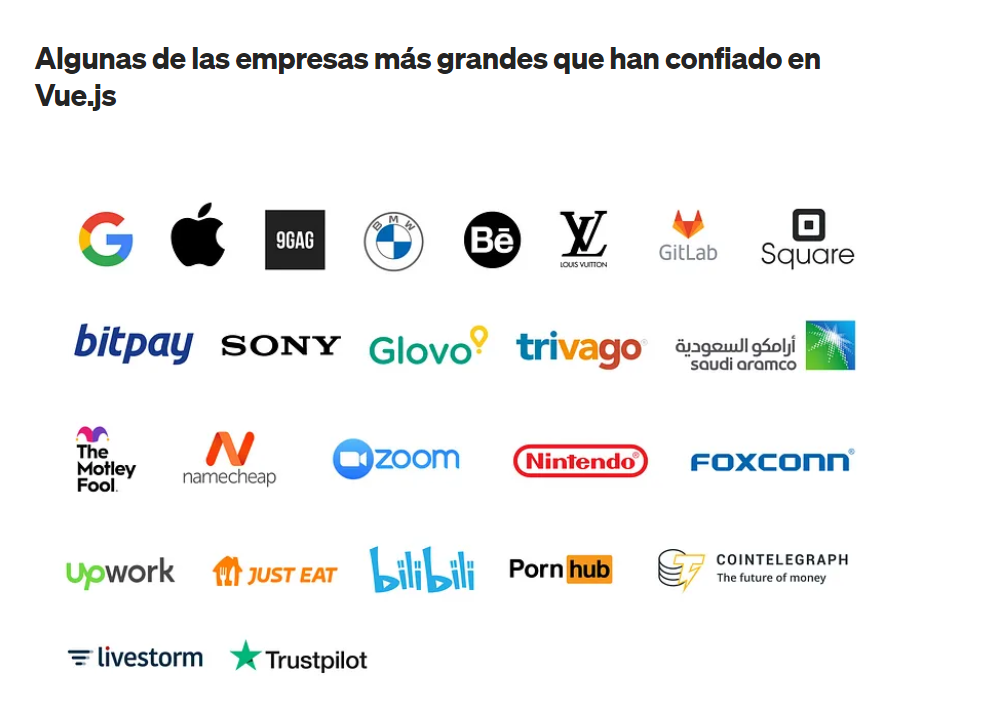 Algunas de las empresas más grandes que han confiado en
Vue.js
G
9GAG
BMW
Bē
LV
LOUIS VUITTON
GitLab
Square
bitpay
SONY
Glovo
trivago
أرامكو السعودية
saudi aramco
The
Motley
Fool.
namecheap
zoom
Nintendo®
FOXCONN®
upwork
JUST EAT
bilibili
Porn hub
COINTELEGRAPH
The future of money
livestorm
Trustpilot